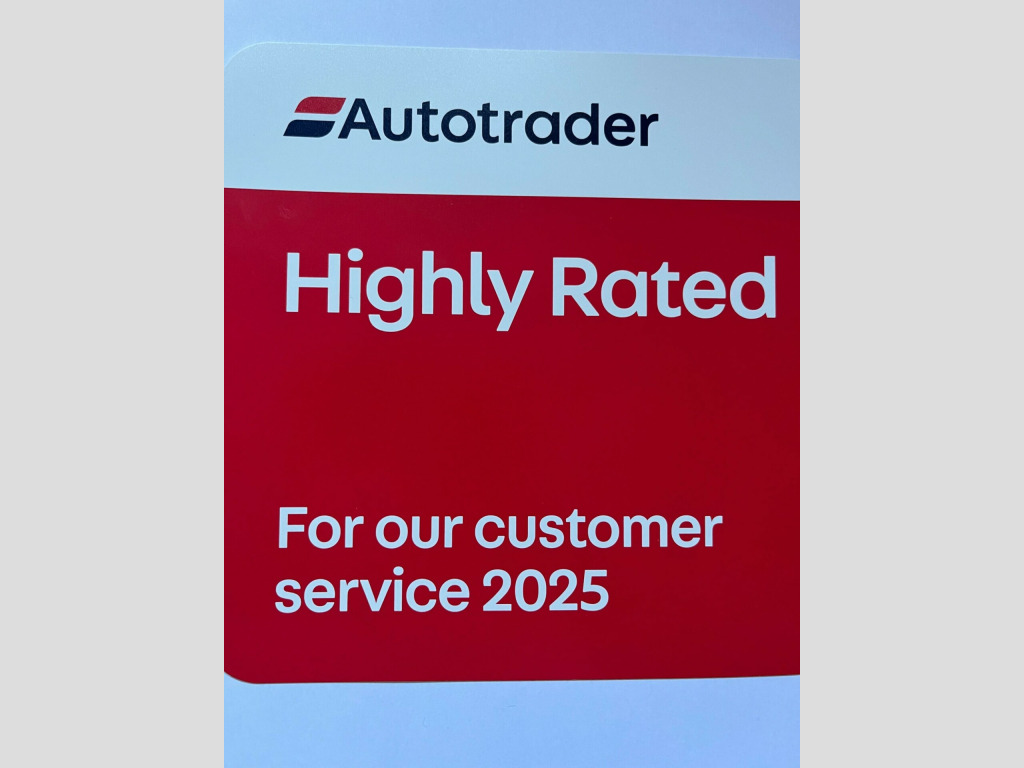 Autotrader
Highly Rated
For our customer
service 2025